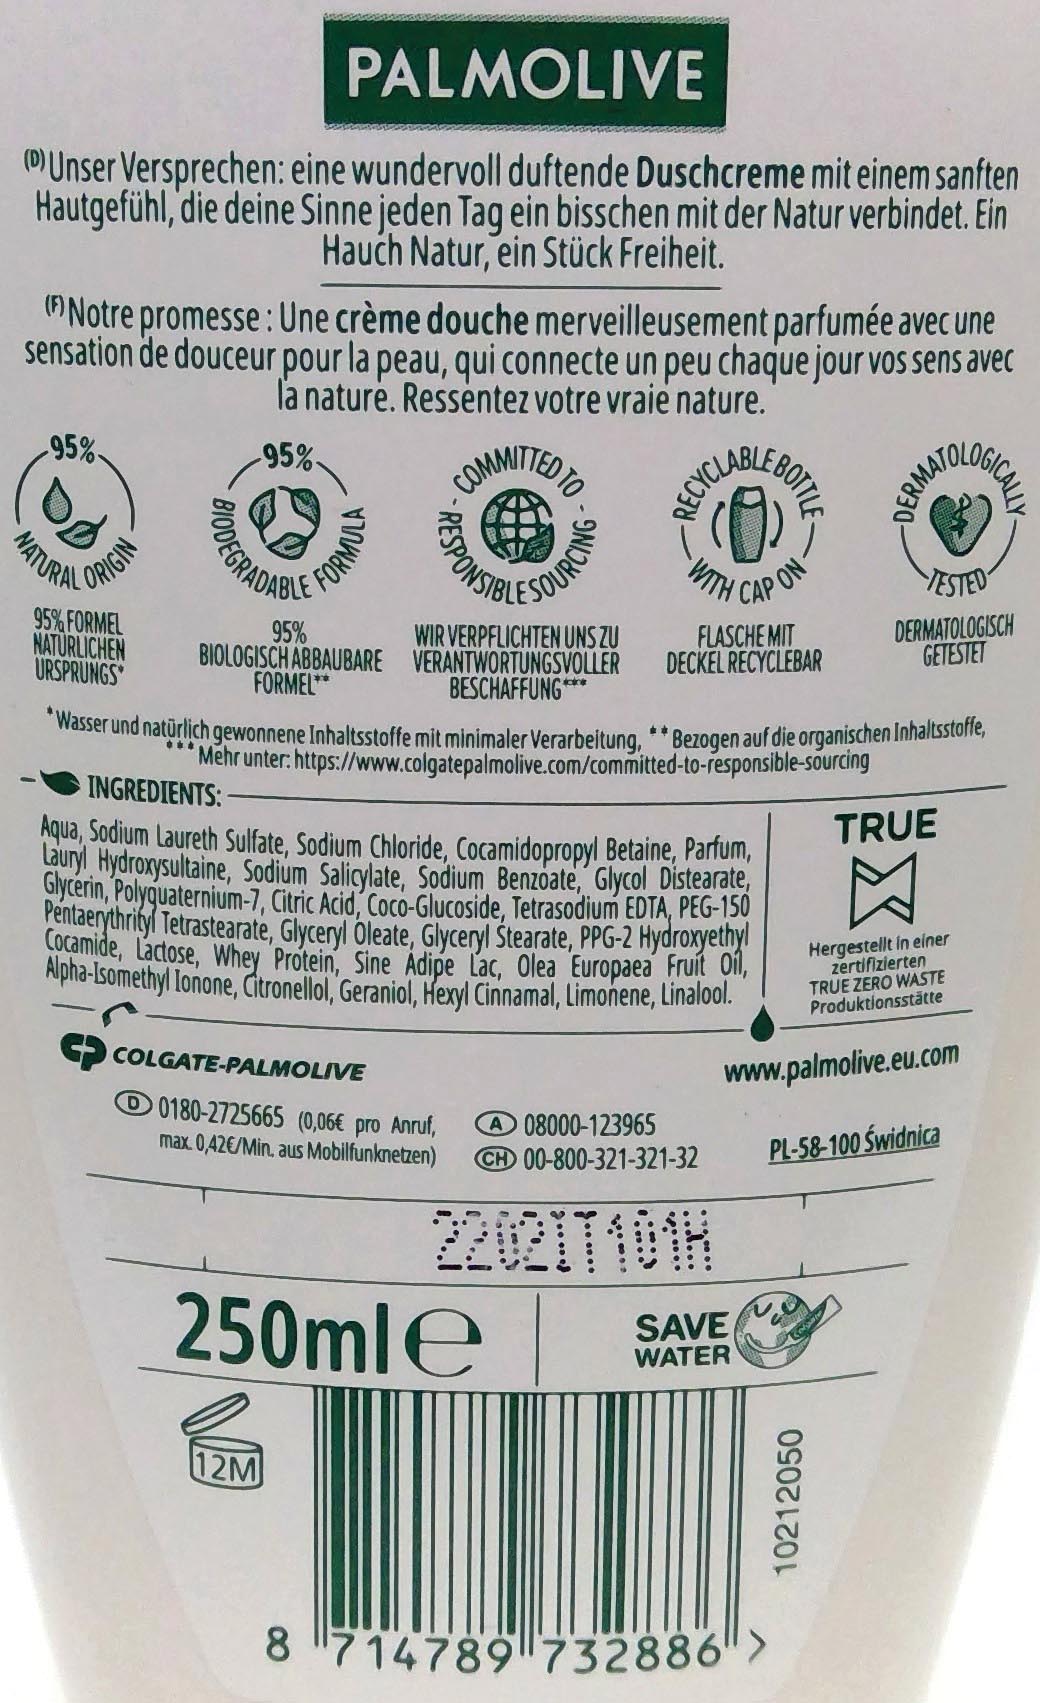 PALMOLIVE
(D) Unser Versprechen: eine wundervoll duftende Duschcreme mit einem sanften
Hautgefühl, die deine Sinne jeden Tag ein bisschen mit der Natur verbindet. Ein
Hauch Natur, ein Stück Freiheit.
(F) Notre promesse : Une crème douche merveilleusement parfumée avec une
sensation de douceur pour la peau, qui connecte un peu chaque jour vos sens avec
la nature. Ressentez votre vraie nature.
95% NATURAL ORIGIN
95% BIODEGRADABLE FORMULA
COMMITTED TO - RESPONSIBLE SOURCING -
RECYCLABLE BOTTLE WITH CAP ON
DERMATOLOGICALLY TESTED
95% FORMEL
NATÜRLICHEN
URSPRUNGS*
95%
BIOLOGISCH ABBAUBARE
FORMEL**
WIR VERPFLICHTEN UNS ZU
VERANTWORTUNGSVOLLER
BESCHAFFUNG***
FLASCHE MIT
DECKEL RECYCLEBAR
DERMATOLOGISCH
GETESTET
*Wasser und natürlich gewonnene Inhaltsstoffe mit minimaler Verarbeitung, **Bezogen auf die organischen Inhaltsstoffe,
***Mehr unter: https://www.colgatepalmolive.com/committed-to-responsible-sourcing
INGREDIENTS:
Aqua, Sodium Laureth Sulfate, Sodium Chloride, Cocamidopropyl Betaine, Parfum,
Lauryl Hydroxysultaine, Sodium Salicylate, Sodium Benzoate, Glycol Distearate,
Glycerin, Polyquaternium-7, Citric Acid, Coco-Glucoside, Tetrasodium EDTA, PEG-150
Pentaerythrityl Tetrastearate, Glyceryl Oleate, Glyceryl Stearate, PPG-2 Hydroxyethyl
Cocamide, Lactose, Whey Protein, Sine Adipe Lac, Olea Europaea Fruit Oil,
Alpha-Isomethyl Ionone, Citronellol, Geraniol, Hexyl Cinnamal, Limonene, Linalool.
TRUE
Hergestellt in einer
zertifizierten
TRUE ZERO WASTE
Produktionsstätte
CP COLGATE-PALMOLIVE
www.palmolive.eu.com
D 0180-2725665 (0,06€ pro Anruf,
max. 0,42€/Min. aus Mobilfunknetzen)
A 08000-123965
CH 00-800-321-321-32
PL-58-100 Świdnica
22021T101H
250ml e
SAVE
WATER
12M
10212050
8 714789 732886 >